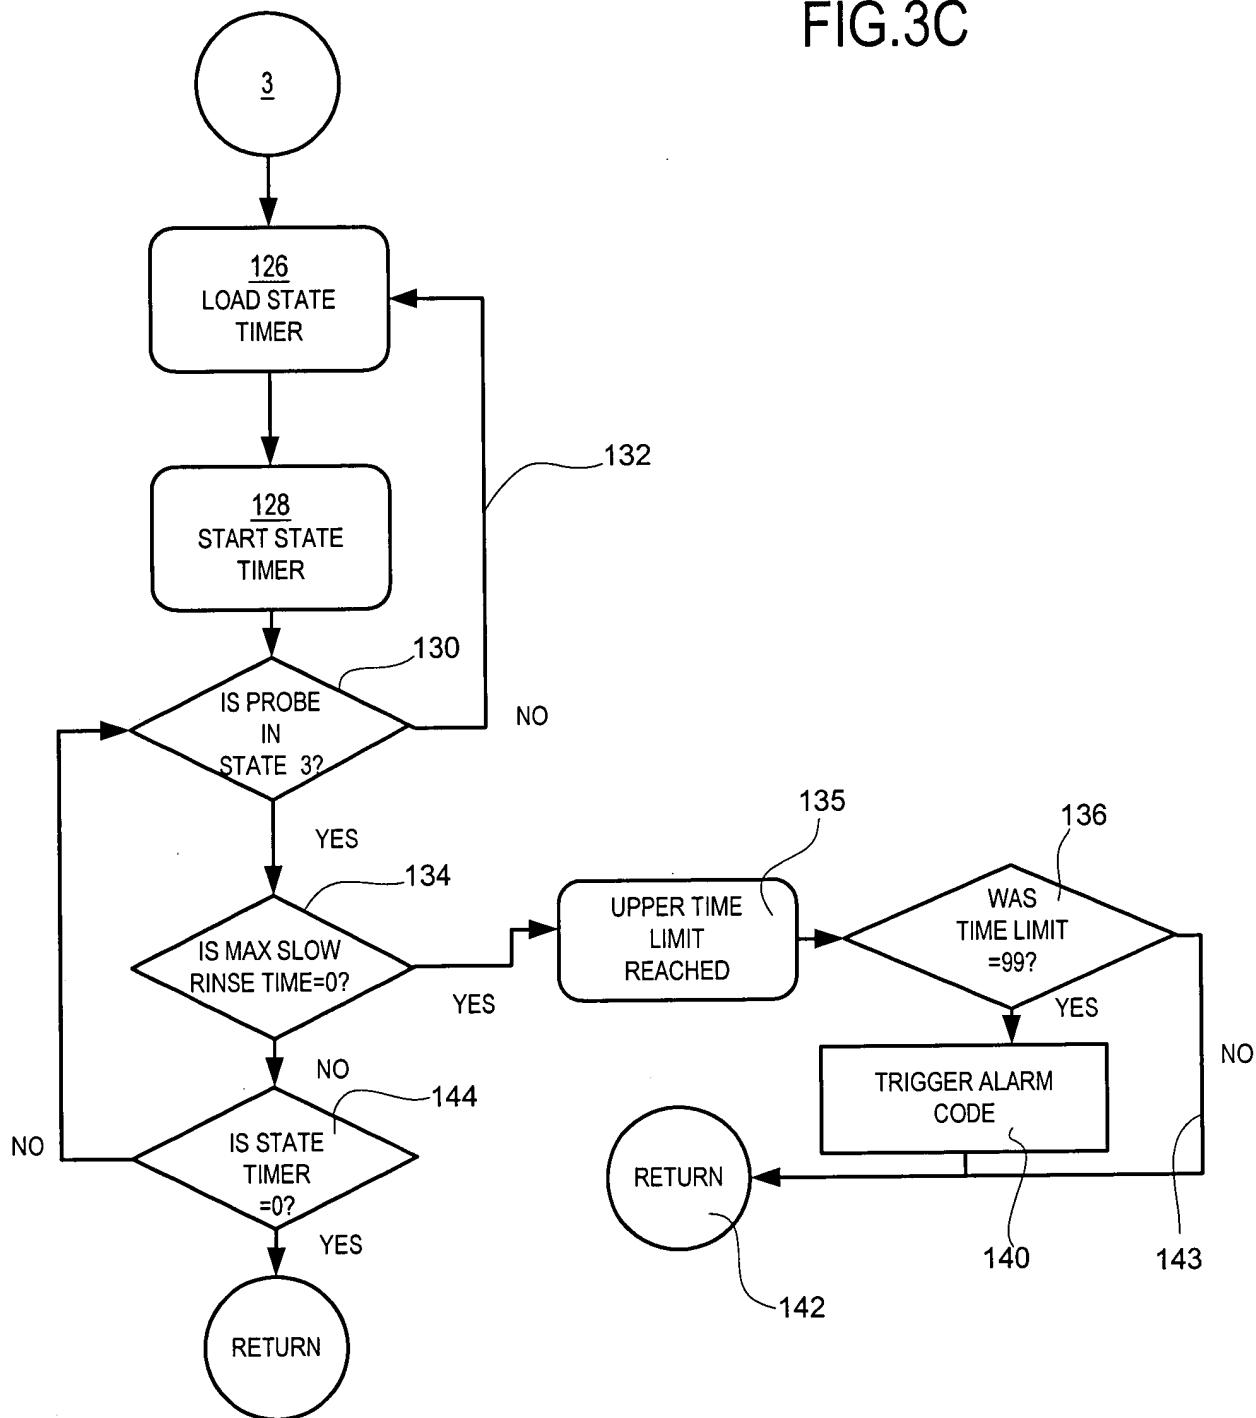 FIG.3C
3
126
LOAD STATE
TIMER
132
128
START STATE
TIMER
130
IS PROBE
IN
STATE 3?
NO
YES
135
136
134
IS MAX SLOW
RINSE TIME=0?
YES
UPPER TIME
LIMIT
REACHED
WAS
TIME LIMIT
=99?
YES
NO
NO
144
TRIGGER ALARM
CODE
NO
IS STATE
TIMER
=0?
RETURN
YES
140
143
142
RETURN